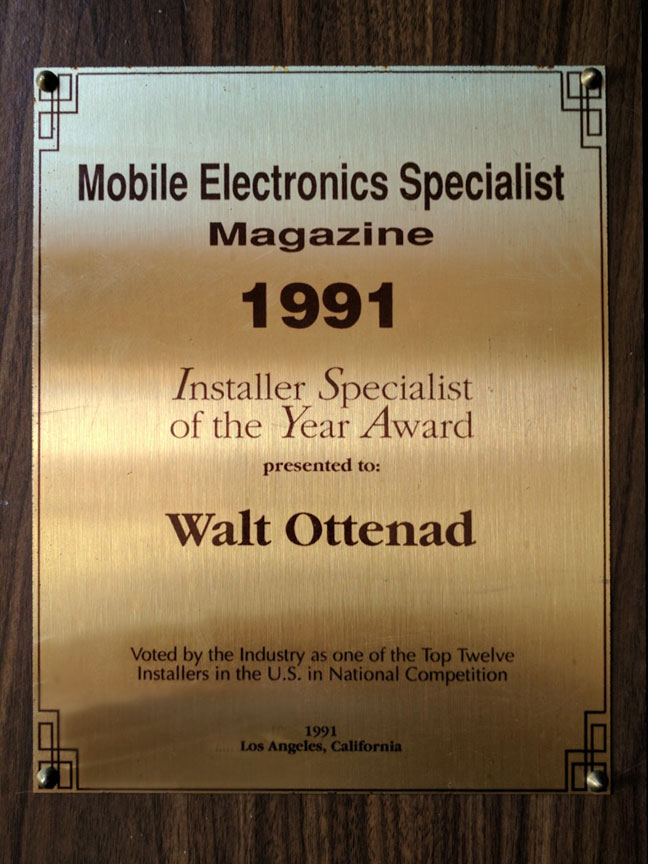 Mobile Electronics Specialist
Magazine
1991
Installer Specialist
of the Year Award
presented to:
Walt Ottenad
Voted by the Industry as one of the Top Twelve
Installers in the U.S. in National Competition
1991
Los Angeles, California